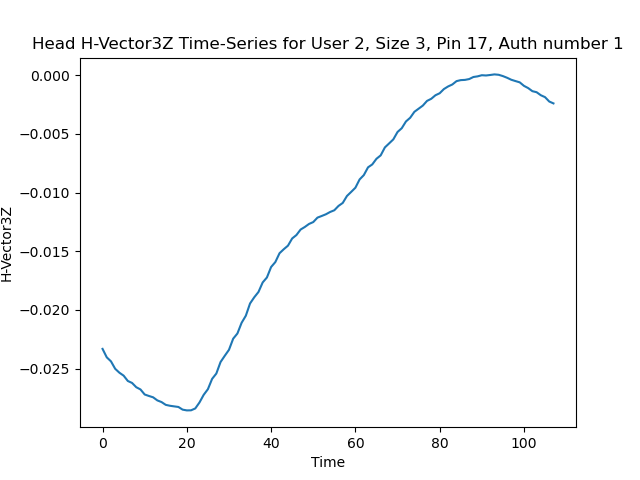 Head H-Vector3Z Time-Series for User 2, Size 3, Pin 17, Auth number 1
0.000
−0.005
−0.010
−0.015
−0.020
−0.025
H-Vector3Z
0 20 40 60 80 100
Time